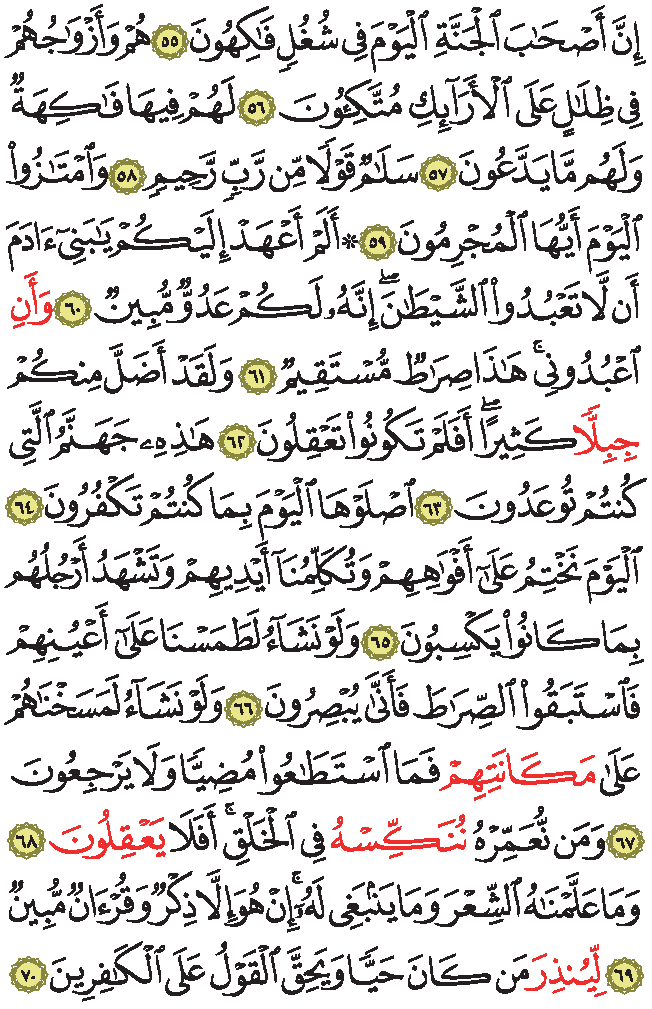 إِنَّ أَصْحَٰبَ ٱلْجَنَّةِ ٱلْيَوْمَ فِى شُغُلٍ فَٰكِهُونَ ٥٥ هُمْ وَأَزْوَٰجُهُمْ
فِى ظِلَٰلٍ عَلَى ٱلْأَرَآئِكِ مُتَّكِـُٔونَ ٥٦ لَهُمْ فِيهَا فَٰكِهَةٌ
وَلَهُم مَّا يَدَّعُونَ ٥٧ سَلَٰمٌ قَوْلًا مِّن رَّبٍّ رَّحِيمٍ ٥٨ وَٱمْتَٰزُوا۟
ٱلْيَوْمَ أَيُّهَا ٱلْمُجْرِمُونَ ٥٩ ۞ أَلَمْ أَعْهَدْ إِلَيْكُمْ يَٰبَنِىٓ ءَادَمَ
أَن لَّا تَعْبُدُوا۟ ٱلشَّيْطَٰنَ ۖ إِنَّهُۥ لَكُمْ عَدُوٌّ مُّبِينٌ ٦٠ وَأَنِ
ٱعْبُدُونِى ۚ هَٰذَا صِرَٰطٌ مُّسْتَقِيمٌ ٦١ وَلَقَدْ أَضَلَّ مِنكُمْ
جِبِلًّا كَثِيرًا ۖ أَفَلَمْ تَكُونُوا۟ تَعْقِلُونَ ٦٢ هَٰذِهِۦ جَهَنَّمُ ٱلَّتِى
كُنتُمْ تُوعَدُونَ ٦٣ ٱصْلَوْهَا ٱلْيَوْمَ بِمَا كُنتُمْ تَكْفُرُونَ ٦٤
ٱلْيَوْمَ نَخْتِمُ عَلَىٰٓ أَفْوَٰهِهِمْ وَتُكَلِّمُنَآ أَيْدِيهِمْ وَتَشْهَدُ أَرْجُلُهُم
بِمَا كَانُوا۟ يَكْسِبُونَ ٦٥ وَلَوْ نَشَآءُ لَطَمَسْنَا عَلَىٰٓ أَعْيُنِهِمْ
فَٱسْتَبَقُوا۟ ٱلصِّرَٰطَ فَأَنَّىٰ يُبْصِرُونَ ٦٦ وَلَوْ نَشَآءُ لَمَسَخْنَٰهُمْ
عَلَىٰ مَكَانَتِهِمْ فَمَا ٱسْتَطَٰعُوا۟ مُضِيًّا وَلَا يَرْجِعُونَ
٦٧ وَمَن نُّعَمِّرْهُ نُنَكِّسْهُ فِى ٱلْخَلْقِ ۚ أَفَلَا يَعْقِلُونَ ٦٨
وَمَا عَلَّمْنَٰهُ ٱلشِّعْرَ وَمَا يَنۢبَغِى لَهُۥٓ ۚ إِنْ هُوَ إِلَّا ذِكْرٌ وَقُرْءَانٌ مُّبِينٌ
٦٩ لِّيُنذِرَ مَن كَانَ حَيًّا وَيَحِقَّ ٱلْقَوْلُ عَلَى ٱلْكَٰفِرِينَ ٧٠